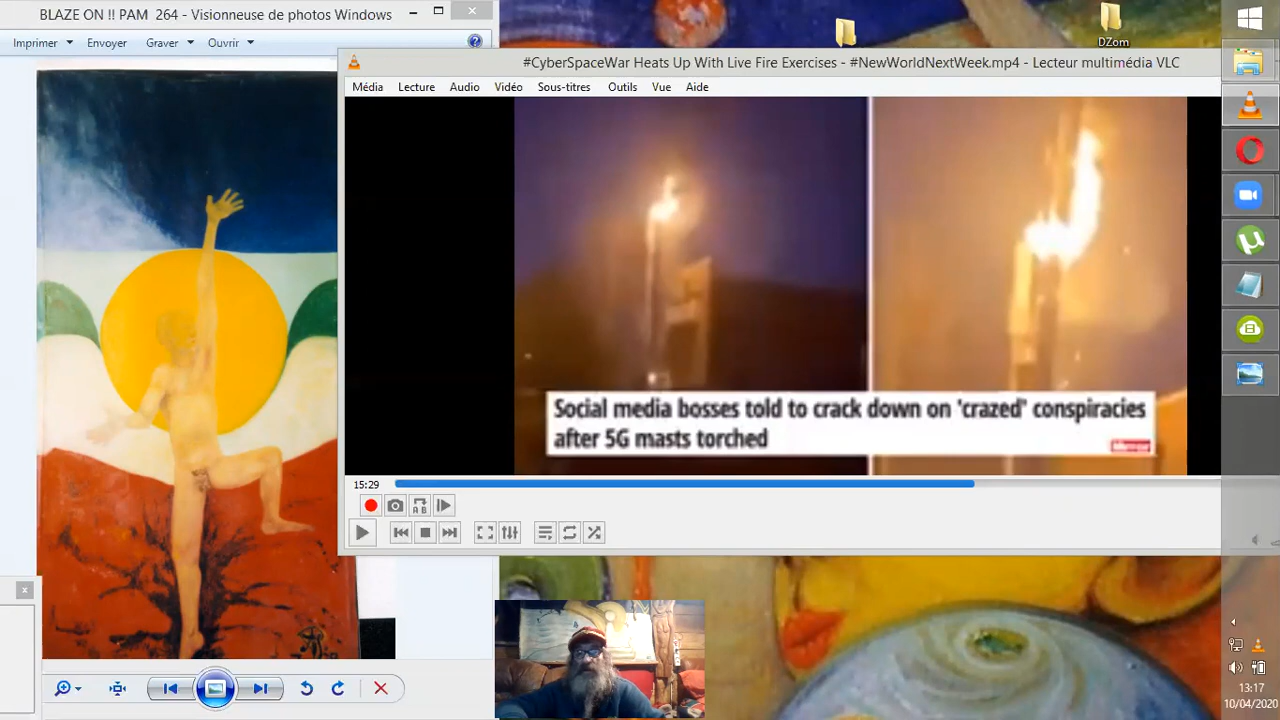 BLAZE ON !! PAM 264 - Visionneuse de photos Windows
Imprimer Envoyer Graver Ouvrir
DZom
#CyberSpaceWar Heats Up With Live Fire Exercises - #NewWorldNextWeek.mp4 - Lecteur multimédia VLC
Média Lecture Audio Vidéo Sous-titres Outils Vue Aide
Social media bosses told to crack down on 'crazed' conspiracies
after 5G masts torched
Mirror
15:29
13:17
10/04/2020